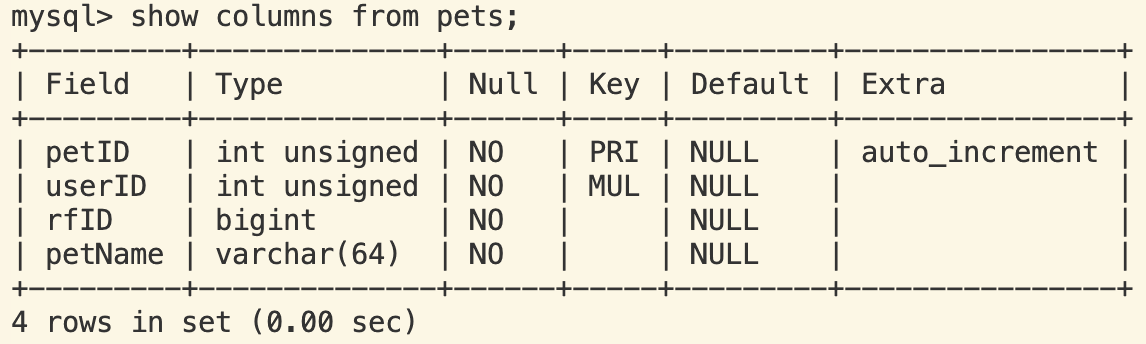 mysql> show columns from pets;
+---------+--------------+------+-----+---------+----------------+
| Field   | Type         | Null | Key | Default | Extra          |
+---------+--------------+------+-----+---------+----------------+
| petID   | int unsigned | NO   | PRI | NULL    | auto_increment |
| userID  | int unsigned | NO   | MUL | NULL    |                |
| rfID    | bigint       | NO   |     | NULL    |                |
| petName | varchar(64)  | NO   |     | NULL    |                |
+---------+--------------+------+-----+---------+----------------+
4 rows in set (0.00 sec)